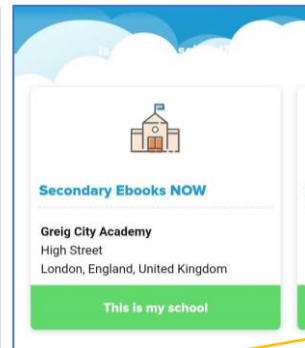 Secondary Ebooks NOW
Greig City Academy
High Street
London, England, United Kingdom
This is my school